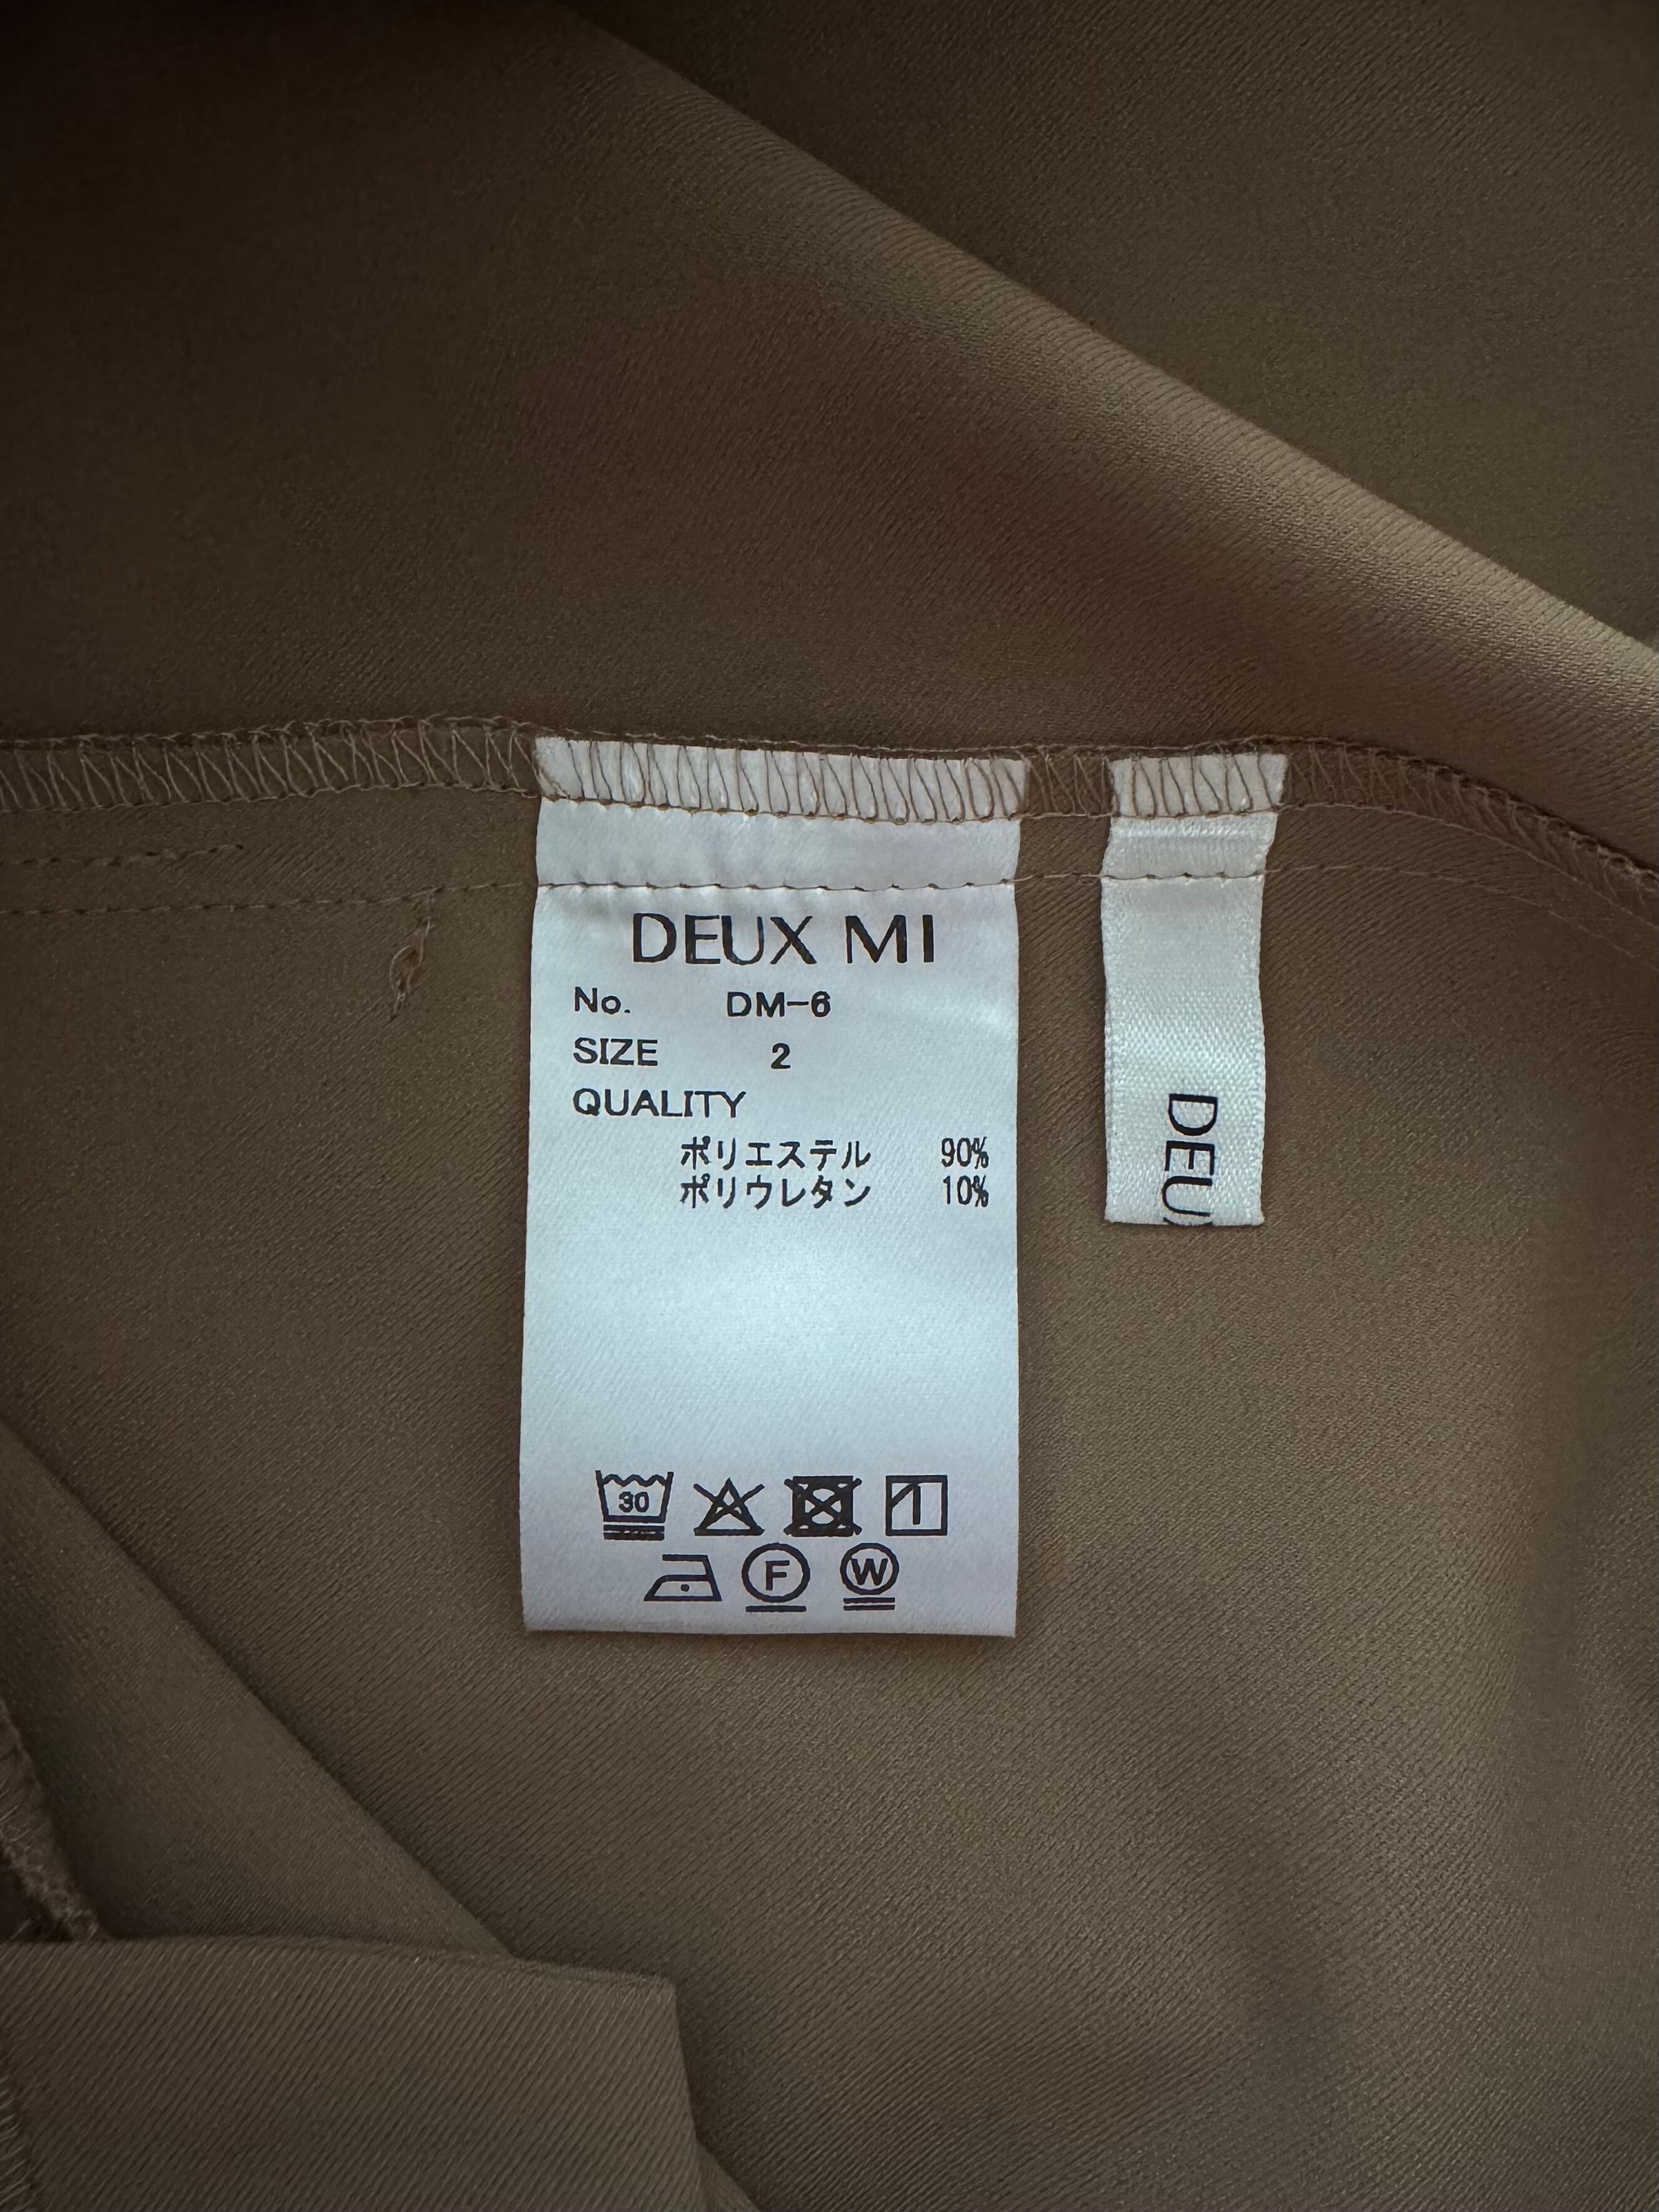 DEUX MI
No. DM-6
SIZE 2
QUALITY
ポリエステル 90%
ポリウレタン 10%
30
F W
DEUX